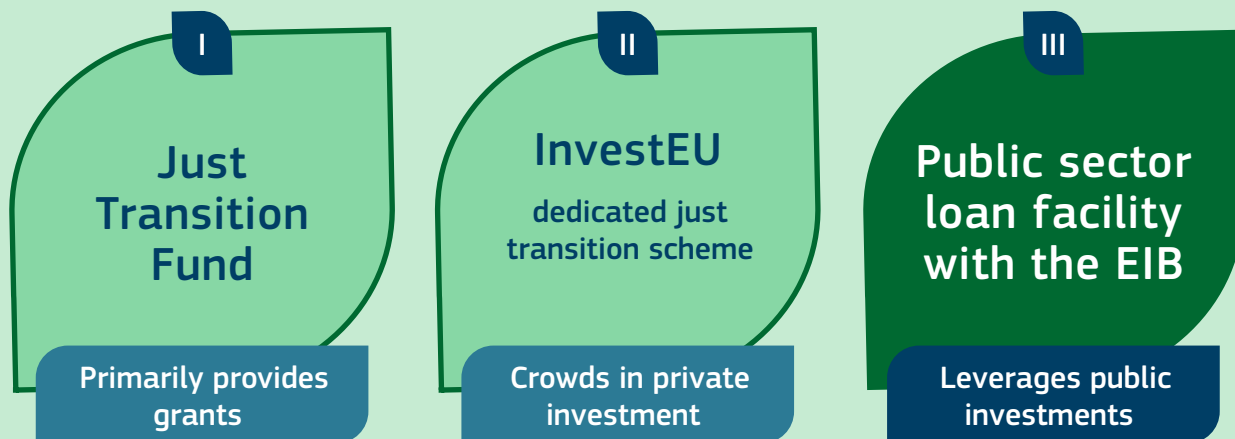 I
Just
Transition
Fund
Primarily provides
grants
II
InvestEU
dedicated just
transition scheme
Crowds in private
investment
III
Public sector
loan facility
with the EIB
Leverages public
investments